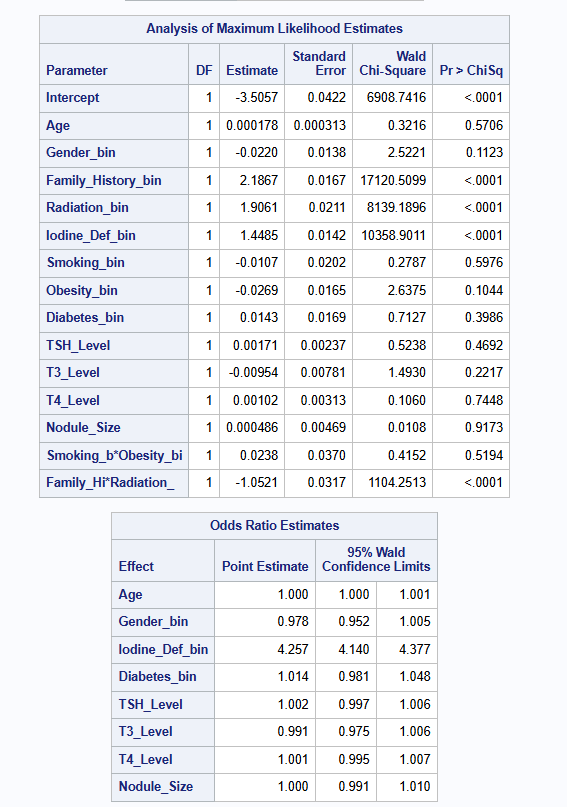 Analysis of Maximum Likelihood Estimates
Parameter DF Estimate Standard Error Wald Chi-Square Pr > ChiSq
Intercept 1 -3.5057 0.0422 6908.7416 <.0001
Age 1 0.000178 0.000313 0.3216 0.5706
Gender_bin 1 -0.0220 0.0138 2.5221 0.1123
Family_History_bin 1 2.1867 0.0167 17120.5099 <.0001
Radiation_bin 1 1.9061 0.0211 8139.1896 <.0001
Iodine_Def_bin 1 1.4485 0.0142 10358.9011 <.0001
Smoking_bin 1 -0.0107 0.0202 0.2787 0.5976
Obesity_bin 1 -0.0269 0.0165 2.6375 0.1044
Diabetes_bin 1 0.0143 0.0169 0.7127 0.3986
TSH_Level 1 0.00171 0.00237 0.5238 0.4692
T3_Level 1 -0.00954 0.00781 1.4930 0.2217
T4_Level 1 0.00102 0.00313 0.1060 0.7448
Nodule_Size 1 0.000486 0.00469 0.0108 0.9173
Smoking_b*Obesity_bi 1 0.0238 0.0370 0.4152 0.5194
Family_Hi*Radiation_ 1 -1.0521 0.0317 1104.2513 <.0001
Odds Ratio Estimates
Effect Point Estimate 95% Wald Confidence Limits
Age 1.000 1.000 1.001
Gender_bin 0.978 0.952 1.005
Iodine_Def_bin 4.257 4.140 4.377
Diabetes_bin 1.014 0.981 1.048
TSH_Level 1.002 0.997 1.006
T3_Level 0.991 0.975 1.006
T4_Level 1.001 0.995 1.007
Nodule_Size 1.000 0.991 1.010